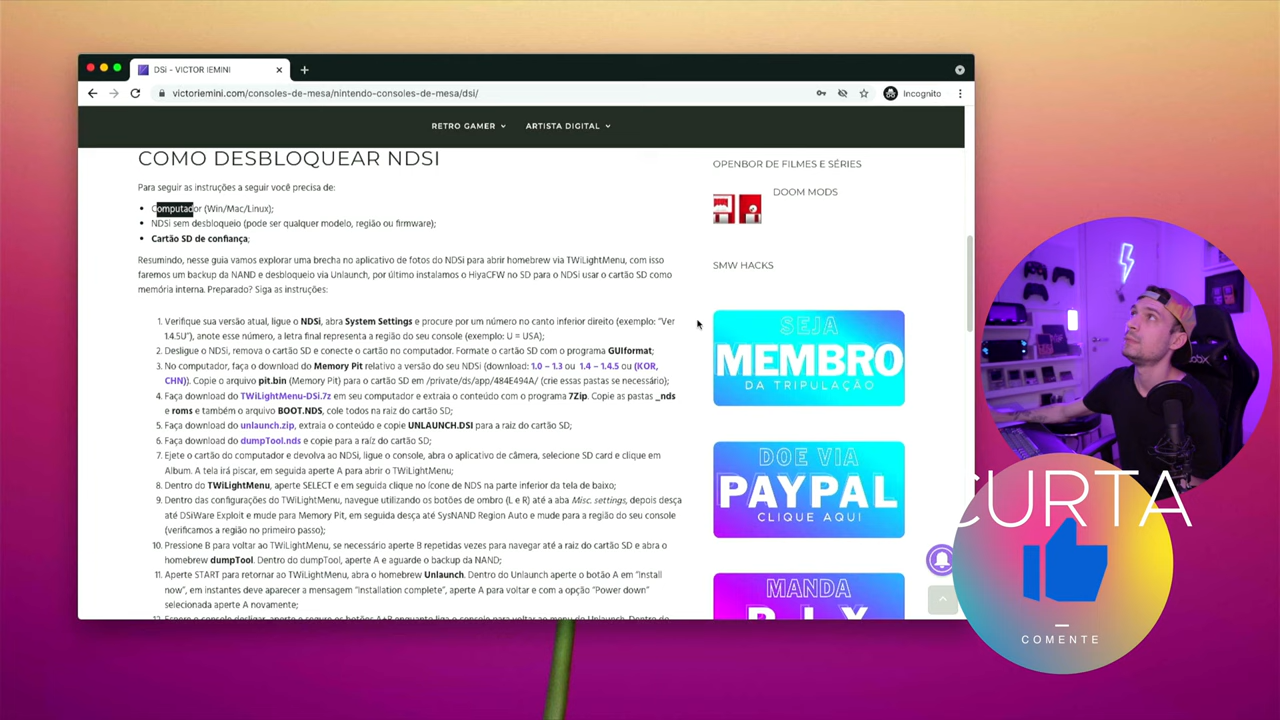 DSi – VICTOR IEMINI
victoriemini.com/consoles-de-mesa/nintendo-consoles-de-mesa/dsi/
Incognito
RETRO GAMER
ARTISTA DIGITAL
COMO DESBLOQUEAR NDSI
Para seguir as instruções a seguir você precisa de:
• Computador (Win/Mac/Linux);
• NDSi sem desbloqueio (pode ser qualquer modelo, região ou firmware);
• Cartão SD de confiança;
Resumindo, nesse guia vamos explorar uma brecha no aplicativo de fotos do NDSi para abrir homebrew via TWiLightMenu, com isso
faremos um backup da NAND e desbloqueio via Unlaunch, por último instalamos o HiyaCFW no SD para o NDSi usar o cartão SD como
memória interna. Preparado? Siga as instruções:
1. Verifique sua versão atual, ligue o NDSi, abra System Settings e procure por um número no canto inferior direito (exemplo: “Ver
1.4.5U”), anote esse número, a letra final representa a região do seu console (exemplo: U = USA);
2. Desligue o NDSi, remova o cartão SD e conecte o cartão no computador. Formate o cartão SD com o programa GUIformat;
3. No computador, faça o download do Memory Pit relativo a versão do seu NDSi (download: 1.0 – 1.3 ou 1.4 – 1.4.5 ou (KOR,
CHN)). Copie o arquivo pit.bin (Memory Pit) para o cartão SD em /private/ds/app/484E494A/ (crie essas pastas se necessário);
4. Faça download do TWiLightMenu-DSi.7z em seu computador e extraia o conteúdo com o programa 7Zip. Copie as pastas _nds
e roms e também o arquivo BOOT.NDS, cole todos na raiz do cartão SD;
5. Faça download do unlaunch.zip, extraia o conteúdo e copie UNLAUNCH.DSI para a raiz do cartão SD;
6. Faça download do dumpTool.nds e copie para a raíz do cartão SD;
7. Ejete o cartão do computador e devolva ao NDSi, ligue o console, abra o aplicativo de câmera, selecione SD card e clique em
Album. A tela irá piscar, em seguida aperte A para abrir o TWiLightMenu;
8. Dentro do TWiLightMenu, aperte SELECT e em seguida clique no ícone de NDS na parte inferior da tela de baixo;
9. Dentro das configurações do TWiLightMenu, navegue utilizando os botões de ombro (L e R) até a aba Misc. settings, depois desça
até DSiWare Exploit e mude para Memory Pit, em seguida desça até SysNAND Region Auto e mude para a região do seu console
(verificamos a região no primeiro passo);
10. Pressione B para voltar ao TWiLightMenu, se necessário aperte B repetidas vezes para navegar até a raiz do cartão SD e abra o
homebrew dumpTool. Dentro do dumpTool, aperte A e aguarde o backup da NAND;
11. Aperte START para retornar ao TWiLightMenu, abra o homebrew Unlaunch. Dentro do Unlaunch aperte o botão A em “Install
now”, em instantes deve aparecer a mensagem “Installation complete”, aperte A para voltar e com a opção “Power down”
selecionada aperte A novamente;
OPENBOR DE FILMES E SÉRIES
DOOM MODS
SMW HACKS
SEJA
MEMBRO
DA TRIPULAÇÃO
DOE VIA
PAYPAL
CLIQUE AQUI
MANDA
PIX
CURTA
COMENTE